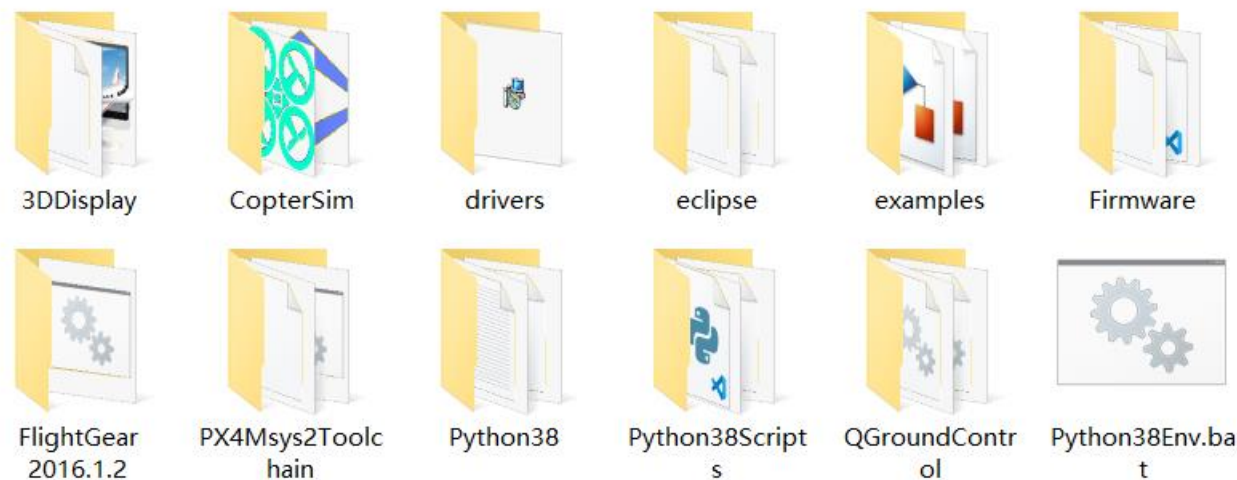 3DDisplay
CopterSim
drivers
eclipse
examples
Firmware
FlightGear
2016.1.2
PX4Msys2Toolc
hain
Python38
Python38Script
s
QGroundContr
ol
Python38Env.ba
t